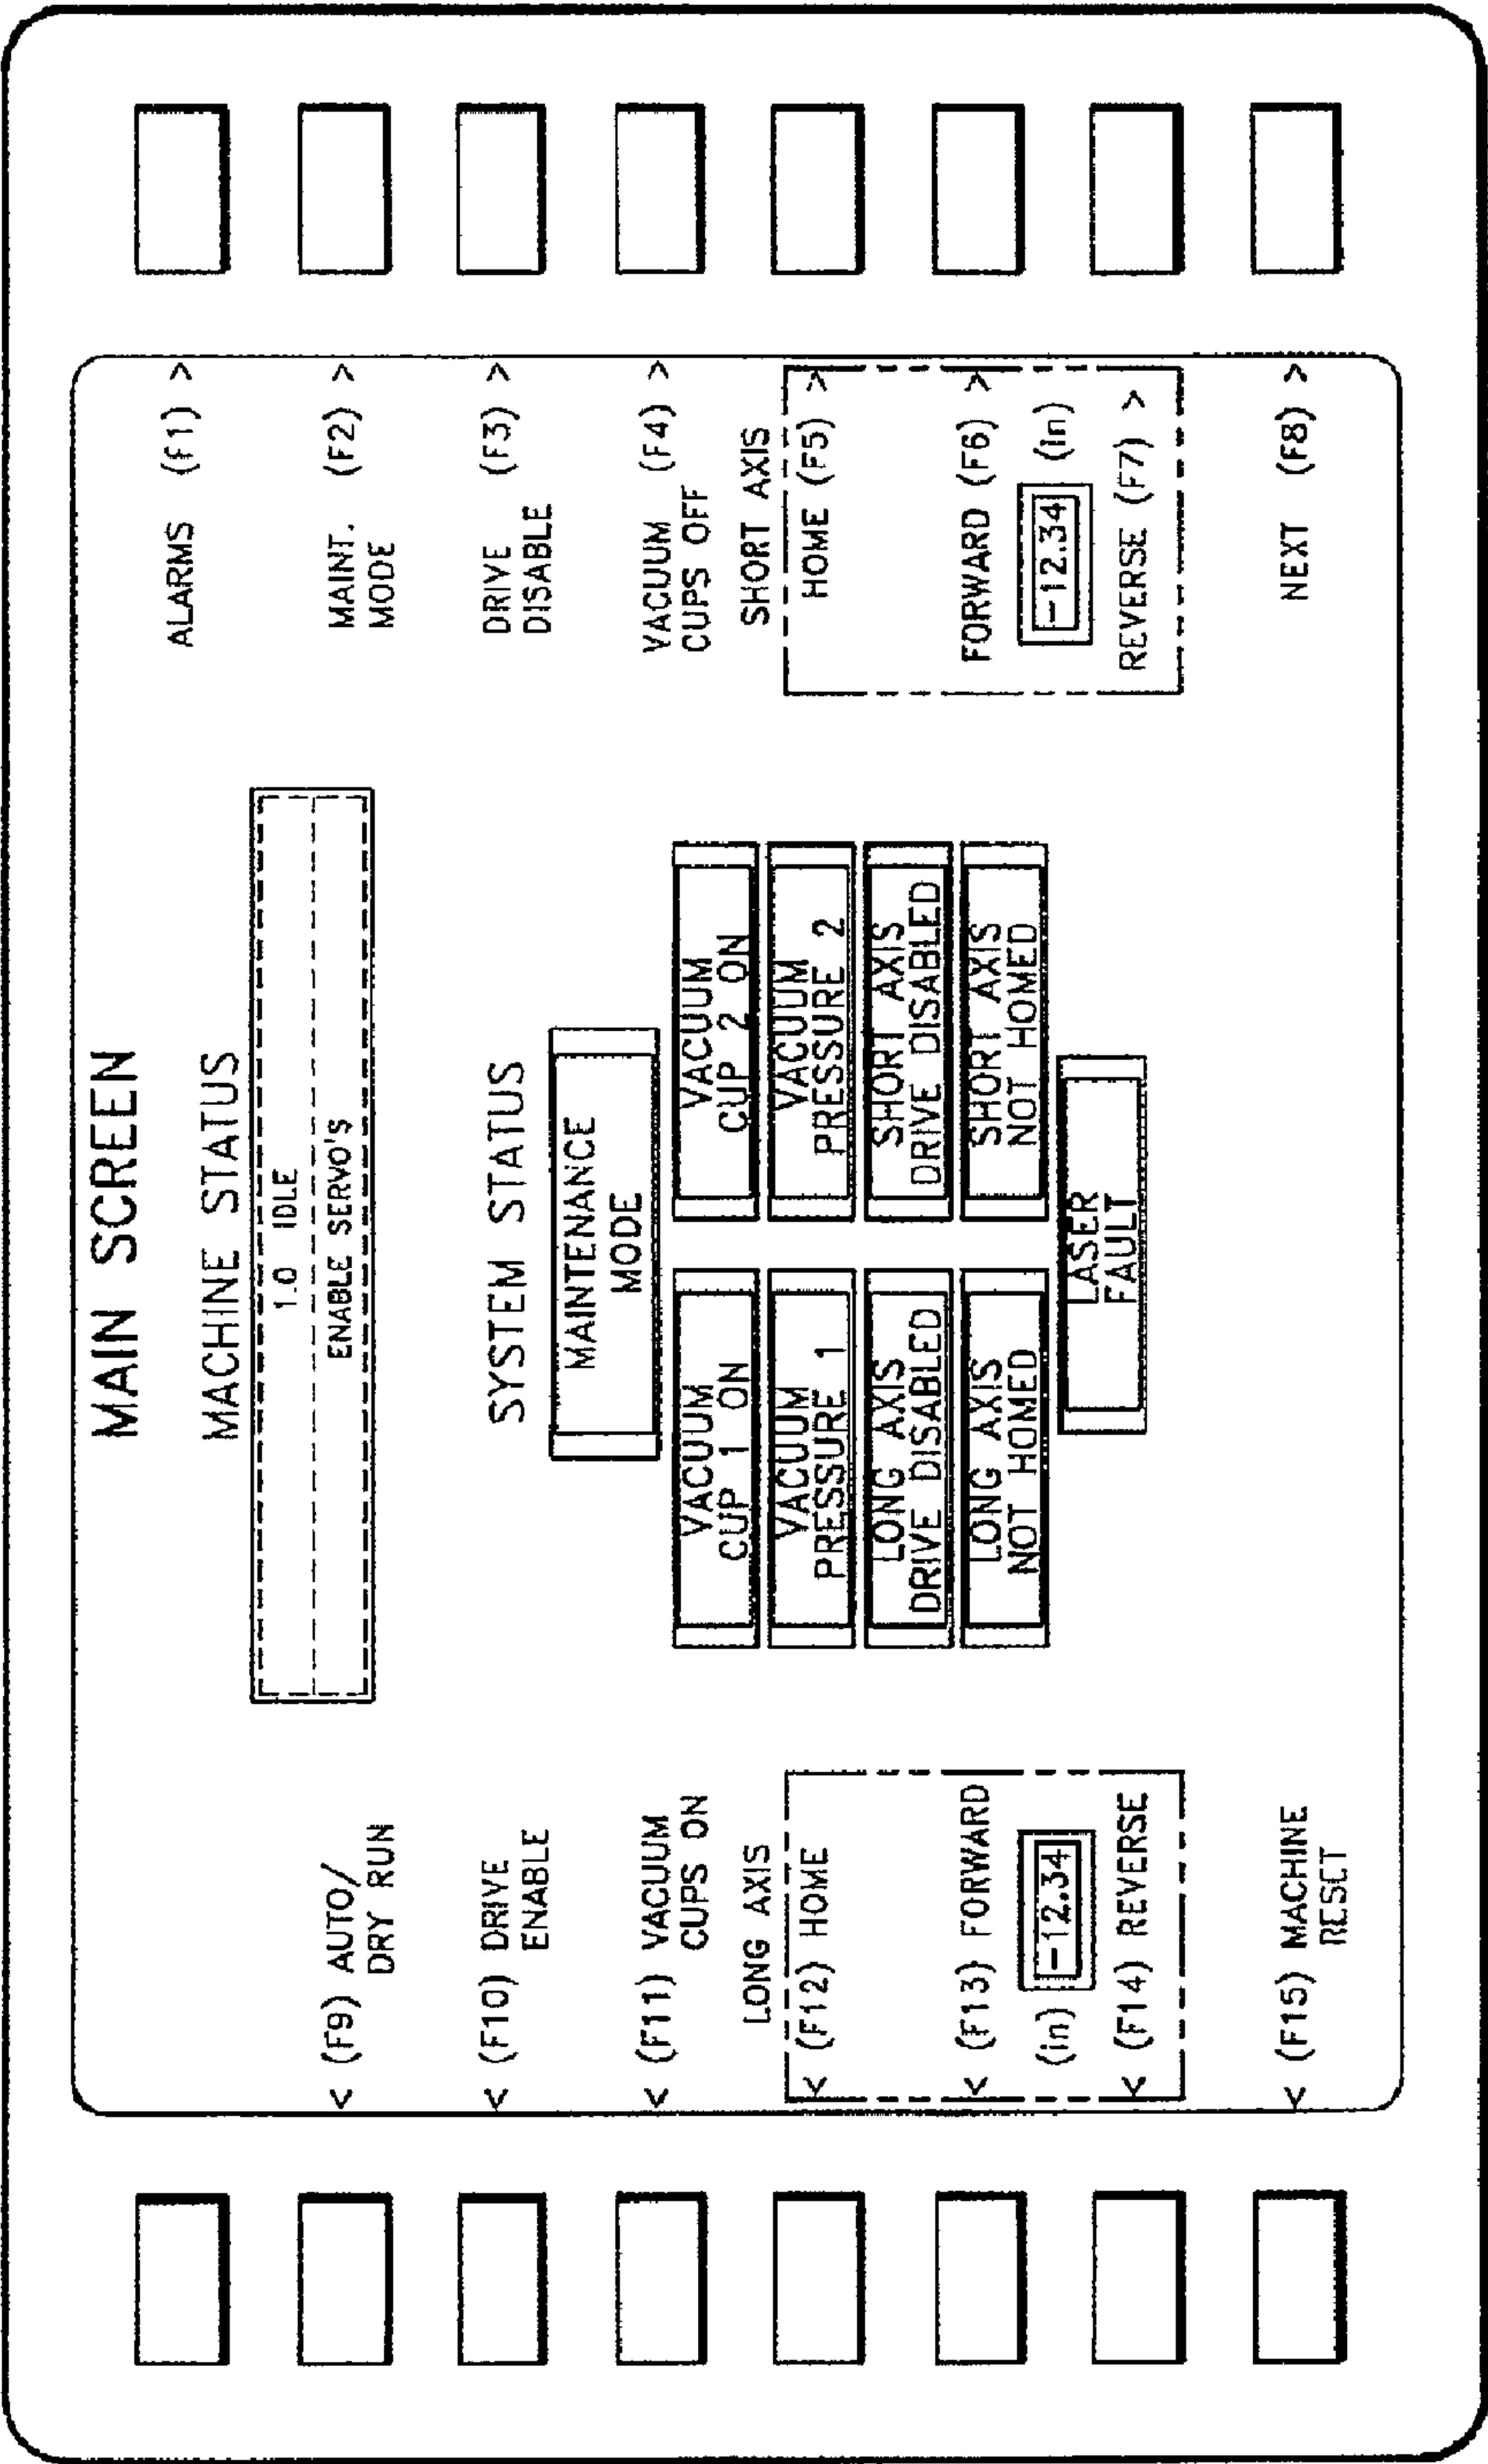 MAIN SCREEN
MACHINE STATUS
1.0 IDLE
ENABLE SERVO'S
< (F9) AUTO/
DRY RUN
< (F10) DRIVE
ENABLE
< (F11) VACUUM
CUPS ON
LONG AXIS
< (F12) HOME
< (F13) FORWARD
(in) -12.34
< (F14) REVERSE
< (F15) MACHINE
RESET
SYSTEM STATUS
MAINTENANCE
MODE
VACUUM
CUP 1 ON
VACUUM
CUP 2 ON
VACUUM
PRESSURE 1
VACUUM
PRESSURE 2
LONG AXIS
DRIVE DISABLED
SHORT AXIS
DRIVE DISABLED
LONG AXIS
NOT HOMED
SHORT AXIS
NOT HOMED
LASER
FAULT
ALARMS (F1) >
MAINT. (F2) >
MODE
DRIVE (F3) >
DISABLE
VACUUM (F4) >
CUPS OFF
SHORT AXIS
HOME (F5) >
FORWARD (F6) >
-12.34 (in)
REVERSE (F7) >
NEXT (F8) >